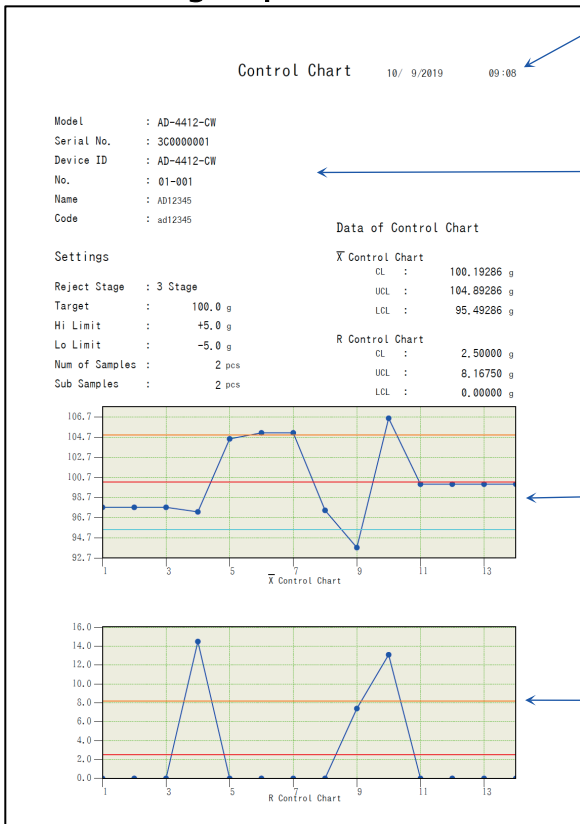 Control Chart 10/ 9/2019 09:08
Model : AD-4412-CW
Serial No. : 3C0000001
Device ID : AD-4412-CW
No. : 01-001
Name : AD12345
Code : ad12345
Settings
Reject Stage : 3 Stage
Target : 100.0 g
Hi Limit : +5.0 g
Lo Limit : -5.0 g
Num of Samples : 2 pcs
Sub Samples : 2 pcs
Data of Control Chart
X̅ Control Chart
CL : 100.19286 g
UCL : 104.89286 g
LCL : 95.49286 g
R Control Chart
CL : 2.50000 g
UCL : 8.16750 g
LCL : 0.00000 g
106.7
104.7
102.7
100.7
98.7
96.7
94.7
92.7
1 3 5 7 9 11 13
X̅ Control Chart
16.0
14.0
12.0
10.0
8.0
6.0
4.0
2.0
0.0
1 3 5 7 9 11 13
R Control Chart